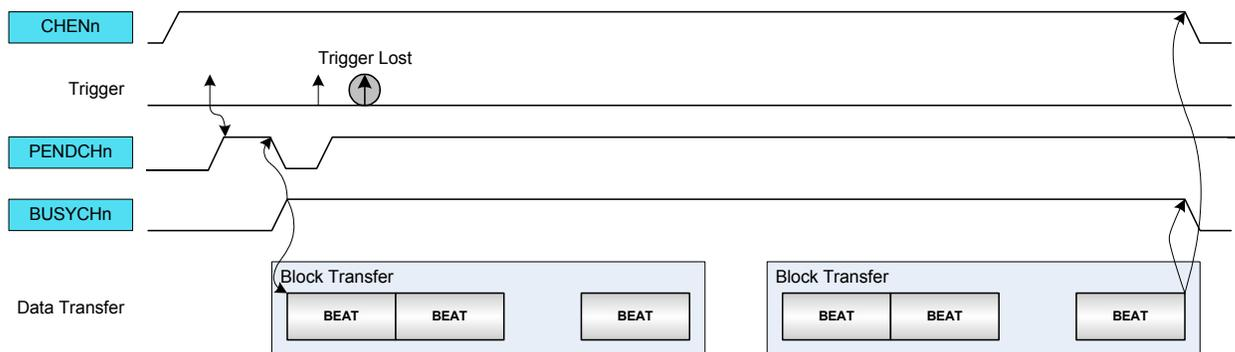 CHENn
Trigger Lost
Trigger
PENDCHn
BUSYCHn
Block Transfer
Block Transfer
Data Transfer
BEAT
BEAT
BEAT
BEAT
BEAT
BEAT